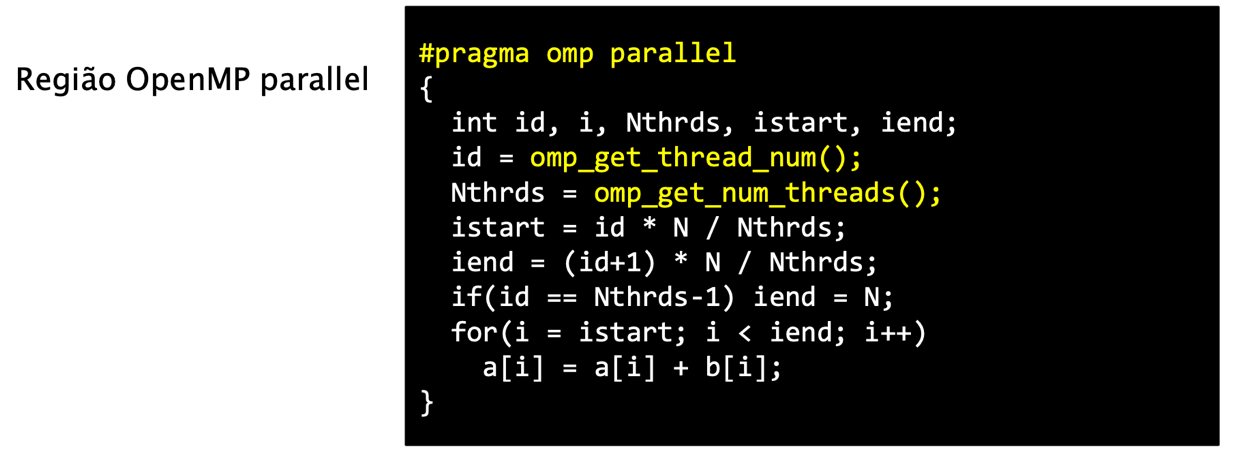 Região OpenMP parallel
#pragma omp parallel
{
  int id, i, Nthrds, istart, iend;
  id = omp_get_thread_num();
  Nthrds = omp_get_num_threads();
  istart = id * N / Nthrds;
  iend = (id+1) * N / Nthrds;
  if(id == Nthrds-1) iend = N;
  for(i = istart; i < iend; i++)
    a[i] = a[i] + b[i];
}